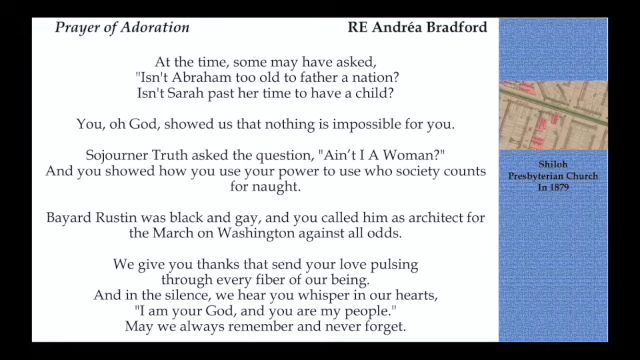 Prayer of Adoration RE Andréa Bradford
At the time, some may have asked,
"Isn't Abraham too old to father a nation?
Isn't Sarah past her time to have a child?
You, oh God, showed us that nothing is impossible for you.
Sojourner Truth asked the question, "Ain't I A Woman?"
And you showed how you use your power to use who society counts
for naught.
Bayard Rustin was black and gay, and you called him as architect for
the March on Washington against all odds.
We give you thanks that send your love pulsing
through every fiber of our being.
And in the silence, we hear you whisper in our hearts,
"I am your God, and you are my people."
May we always remember and never forget.
Shiloh
Presbyterian Church
In 1879